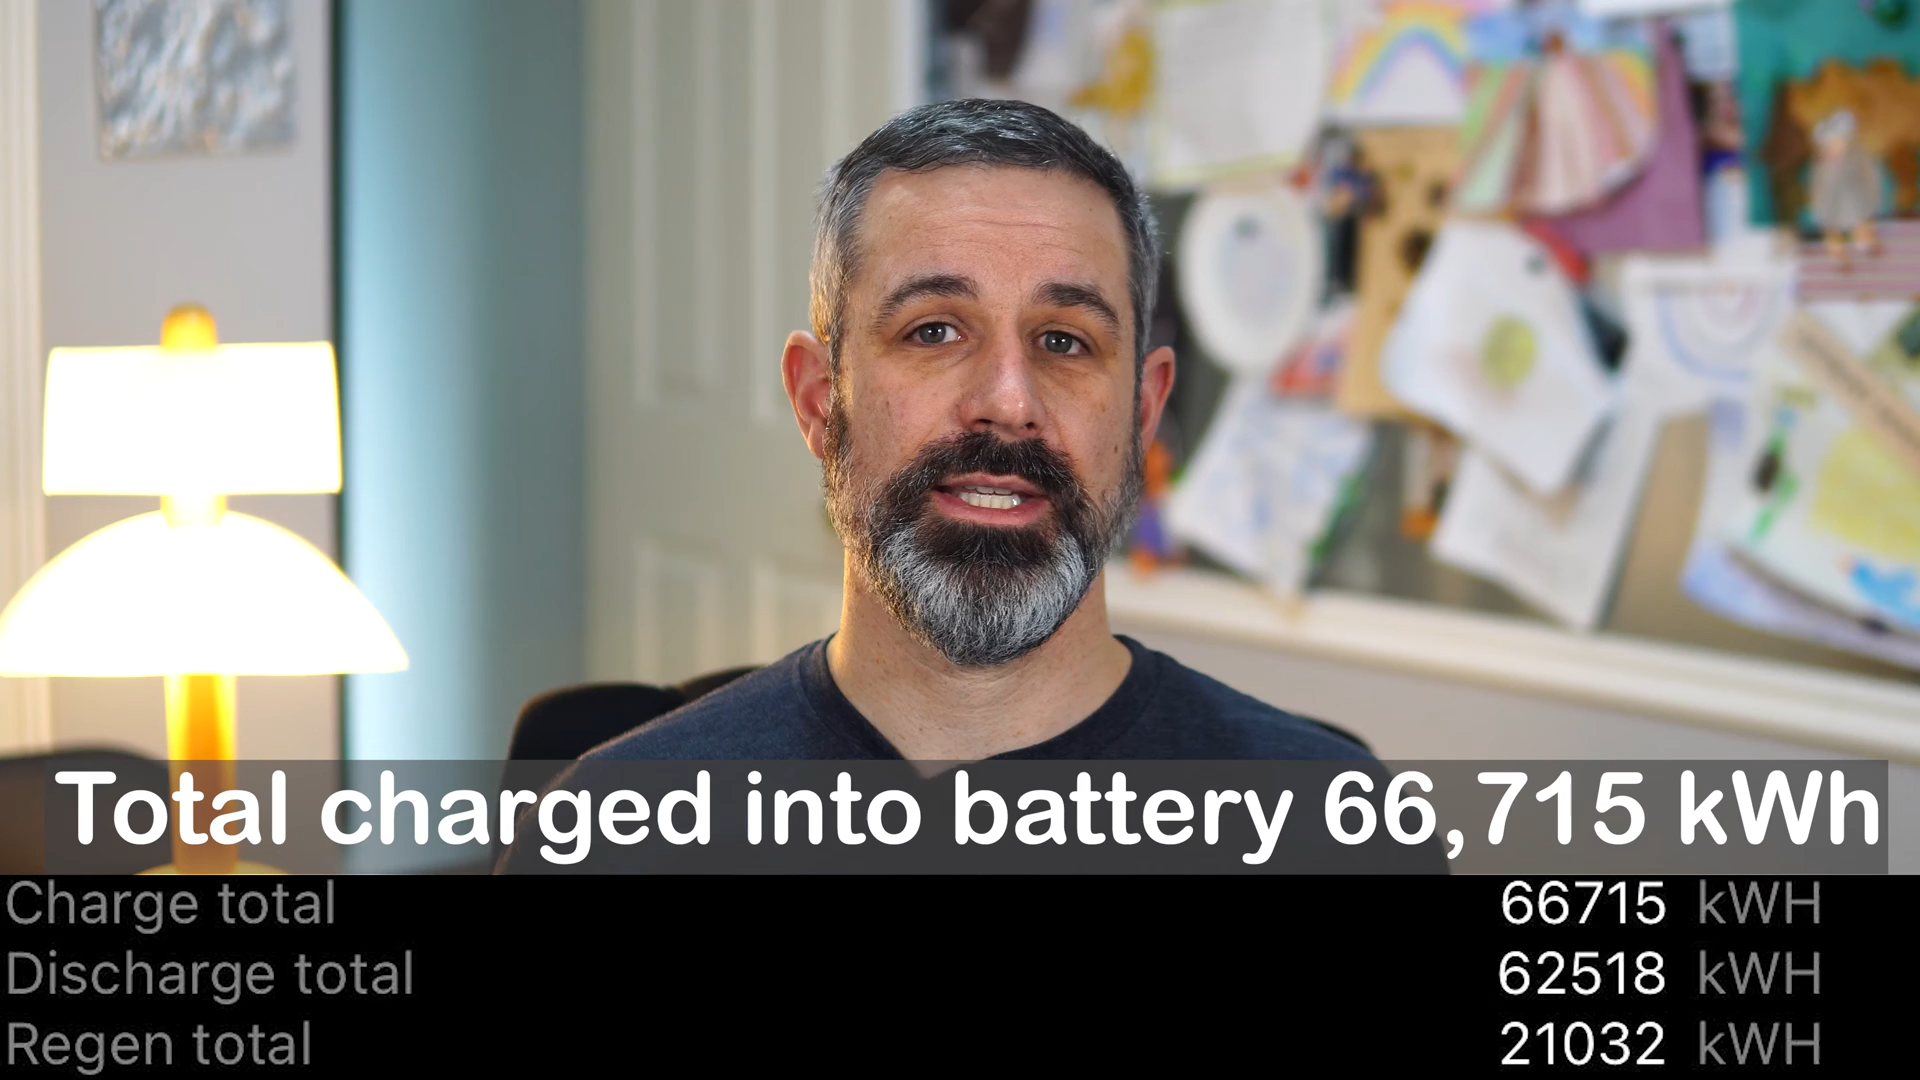 Total charged into battery 66,715 kWh
Charge total 66715 kWH
Discharge total 62518 kWH
Regen total 21032 kWH